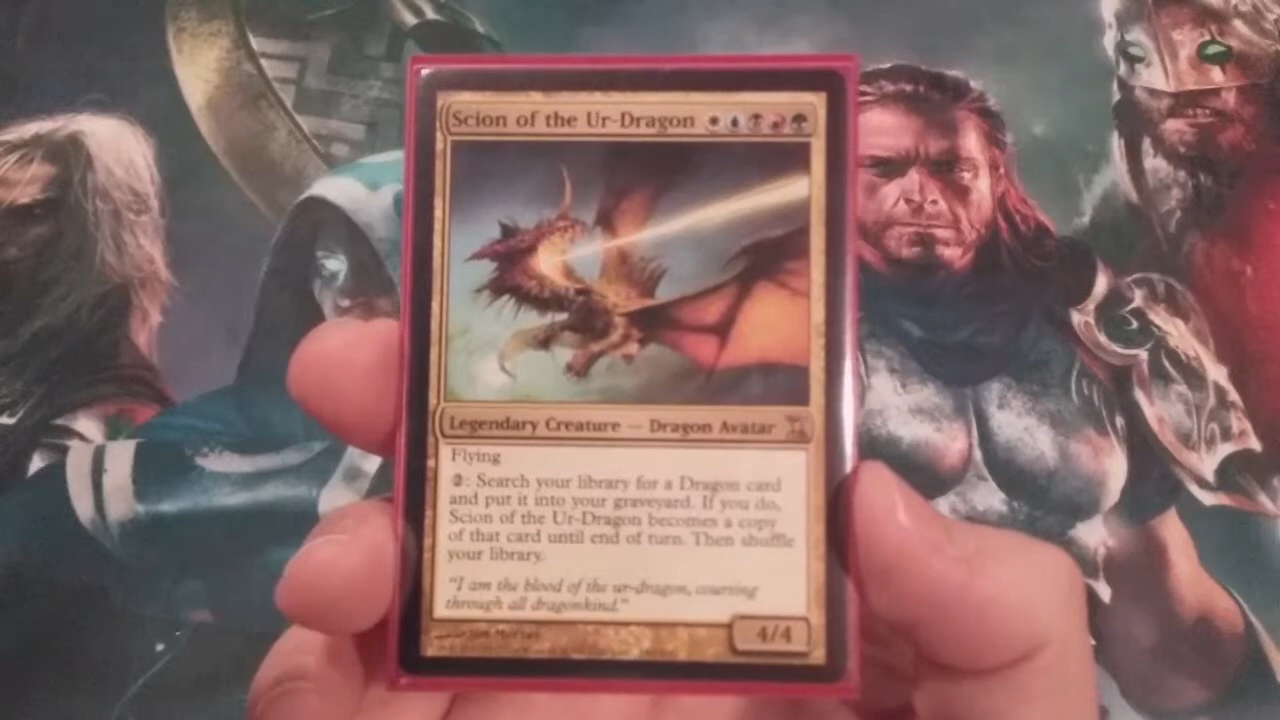 Scion of the Ur-Dragon
Legendary Creature — Dragon Avatar
Flying
2: Search your library for a Dragon card
and put it into your graveyard. If you do,
Scion of the Ur-Dragon becomes a copy
of that card until end of turn. Then shuffle
your library.
"I am the blood of the ur-dragon, coursing
through all dragonkind."
4/4